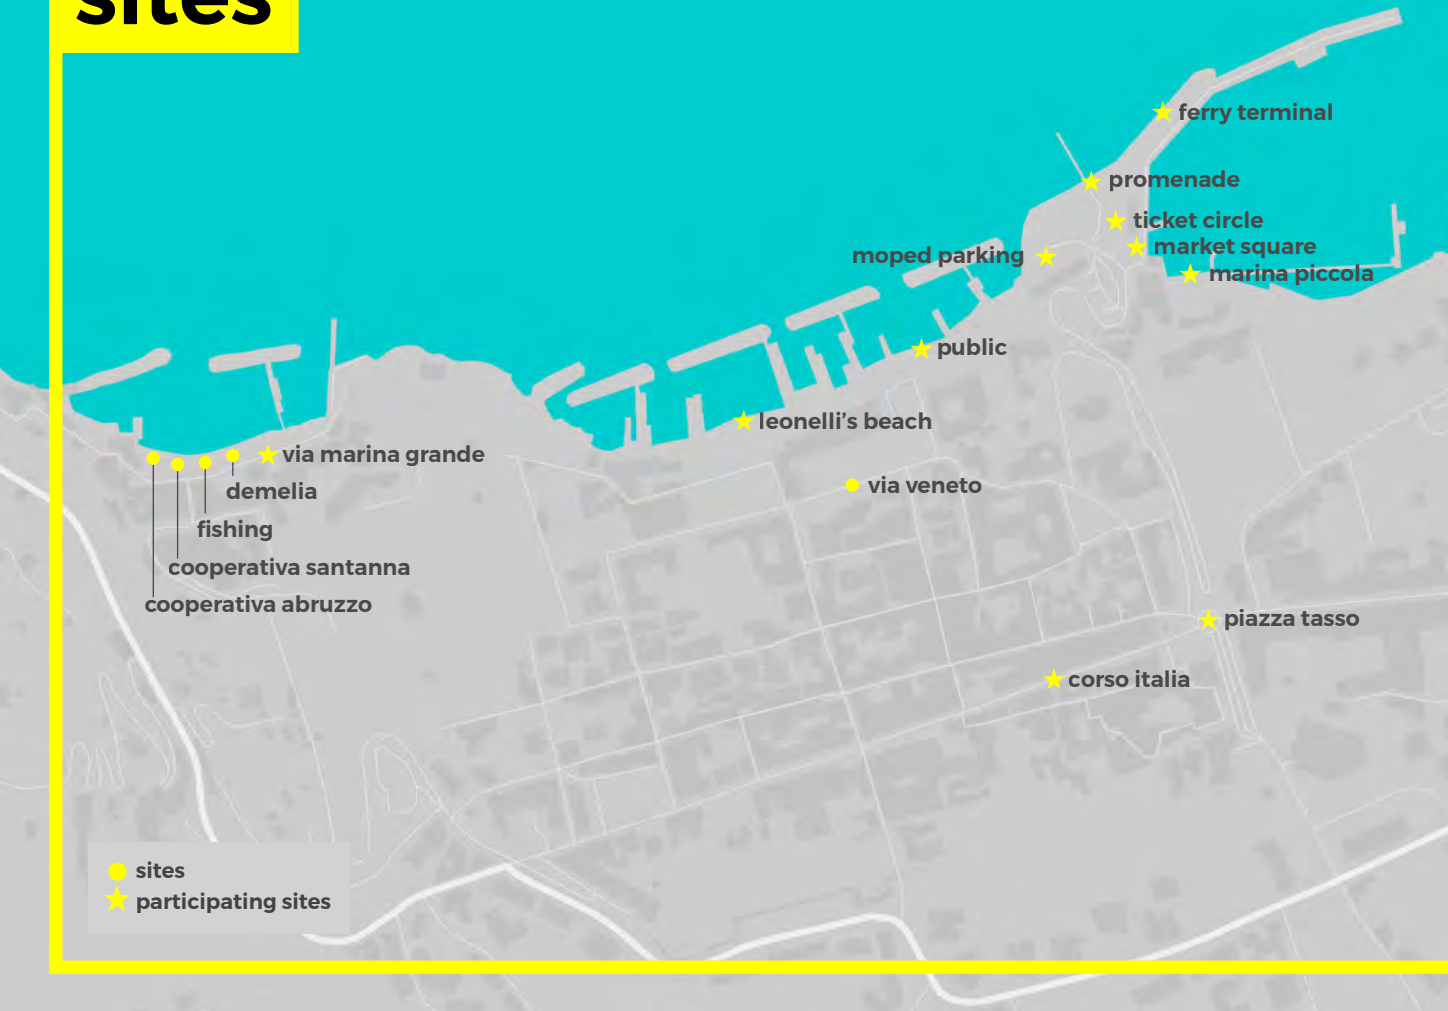 sites
ferry terminal
promenade
ticket circle
market square
moped parking
marina piccola
public
leonelli's beach
via marina grande
via veneto
demelia
fishing
cooperativa santanna
cooperativa abruzzo
piazza tasso
corso italia
sites
participating sites